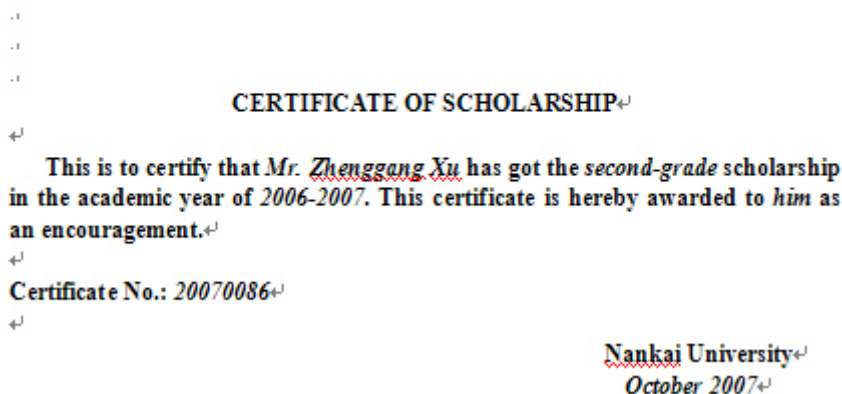 CERTIFICATE OF SCHOLARSHIP
This is to certify that Mr. Zhenggang Xu has got the second-grade scholarship
in the academic year of 2006-2007. This certificate is hereby awarded to him as
an encouragement.
Certificate No.: 20070086
Nankai University
October 2007